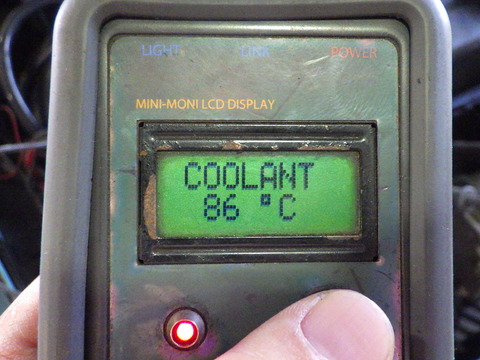 LIGHT LINK POWER
MINI-MONI LCD DISPLAY
COOLANT
86 °C